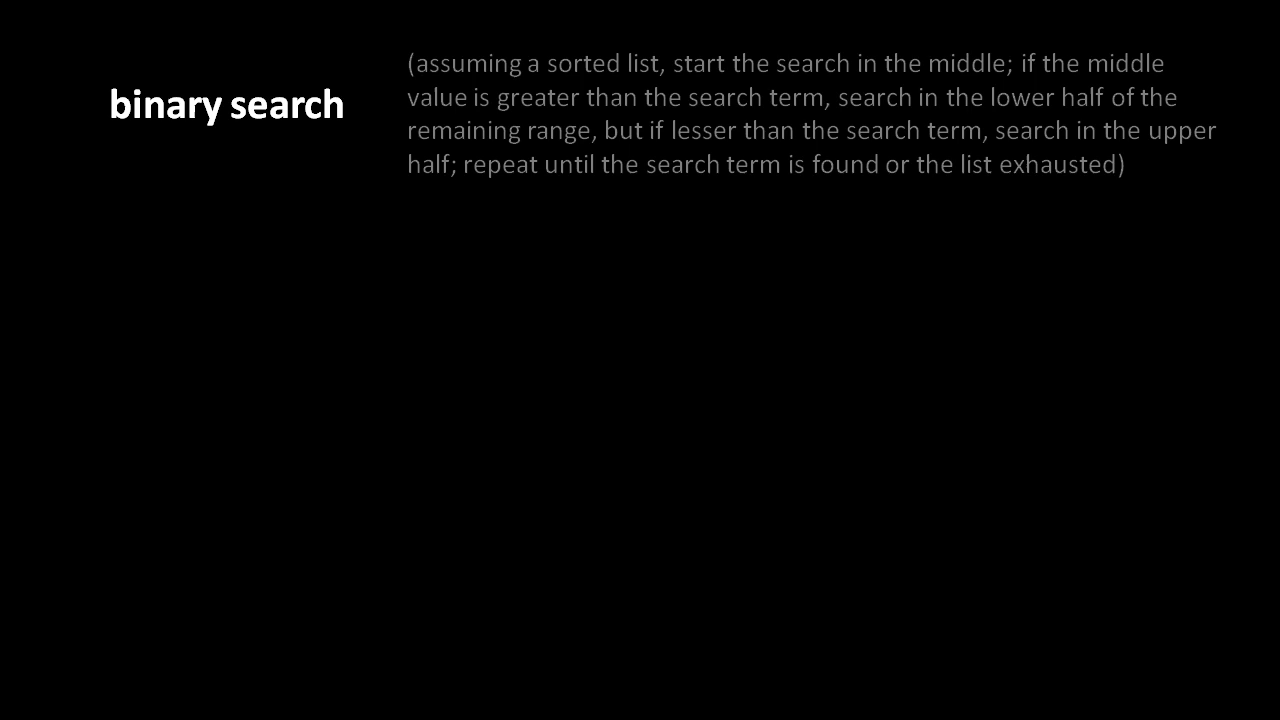 binary search
(assuming a sorted list, start the search in the middle; if the middle
value is greater than the search term, search in the lower half of the
remaining range, but if lesser than the search term, search in the upper
half; repeat until the search term is found or the list exhausted)